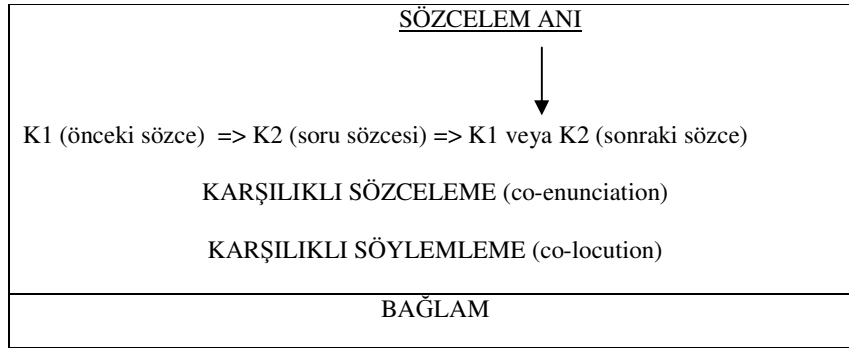 SÖZCELEM ANI
K1 (önceki sözce) => K2 (soru sözcesi) => K1 veya K2 (sonraki sözce)
KARŞILIKLI SÖZCELEME (co-enunciation)
KARŞILIKLI SÖYLEMLEME (co-locution)
BAĞLAM